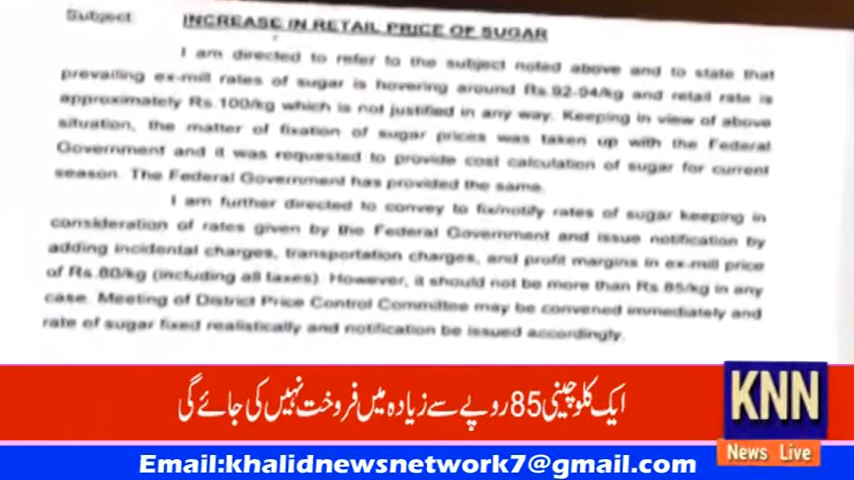 Subject: INCREASE IN RETAIL PRICE OF SUGAR
I am directed to refer to the subject noted above and to state that
prevailing ex-mill rates of sugar is hovering around Rs.92-94/kg and retail rate is
approximately Rs.100/kg which is not justified in any way. Keeping in view of above
situation, the matter of fixation of sugar prices was taken up with the Federal
Government and it was requested to provide cost calculation of sugar for current
season. The Federal Government has provided the same.
I am further directed to convey to fix/notify rates of sugar keeping in
consideration of rates given by the Federal Government and issue notification by
adding incidental charges, transportation charges, and profit margins in ex-mill price
of Rs.80/kg (including all taxes). However, it should not be more than Rs.85/kg in any
case. Meeting of District Price Control Committee may be convened immediately and
rate of sugar fixed realistically and notification be issued accordingly.
ایک کلو چینی 85 روپے سے زیادہ میں فروخت نہیں کی جائے گی
KNN
News Live
Email:khalidnewsnetwork7@gmail.com